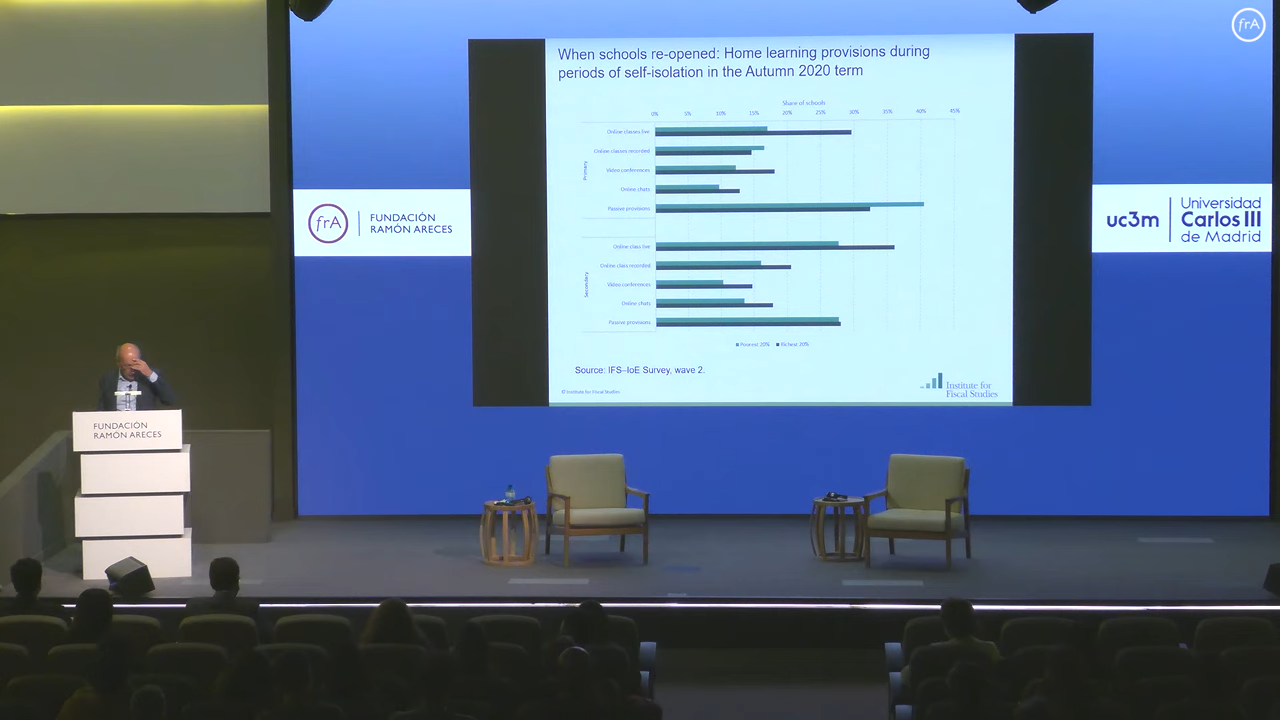 frA
When schools re-opened: Home learning provisions during
periods of self-isolation in the Autumn 2020 term
Share of schools
0% 5% 10% 15% 20% 25% 30% 35% 40% 45%
Primary
Online classes live
Online classes recorded
Video conferences
Online chats
Passive provisions
Secondary
Online class live
Online class recorded
Video conferences
Online chats
Passive provisions
Poorest 20% Richest 20%
Source: IFS–IoE Survey, wave 2.
© Institute for Fiscal Studies
Institute for
Fiscal Studies
frA
FUNDACIÓN
RAMÓN ARECES
uc3m
Universidad
Carlos III
de Madrid
FUNDACIÓN
RAMÓN ARECES